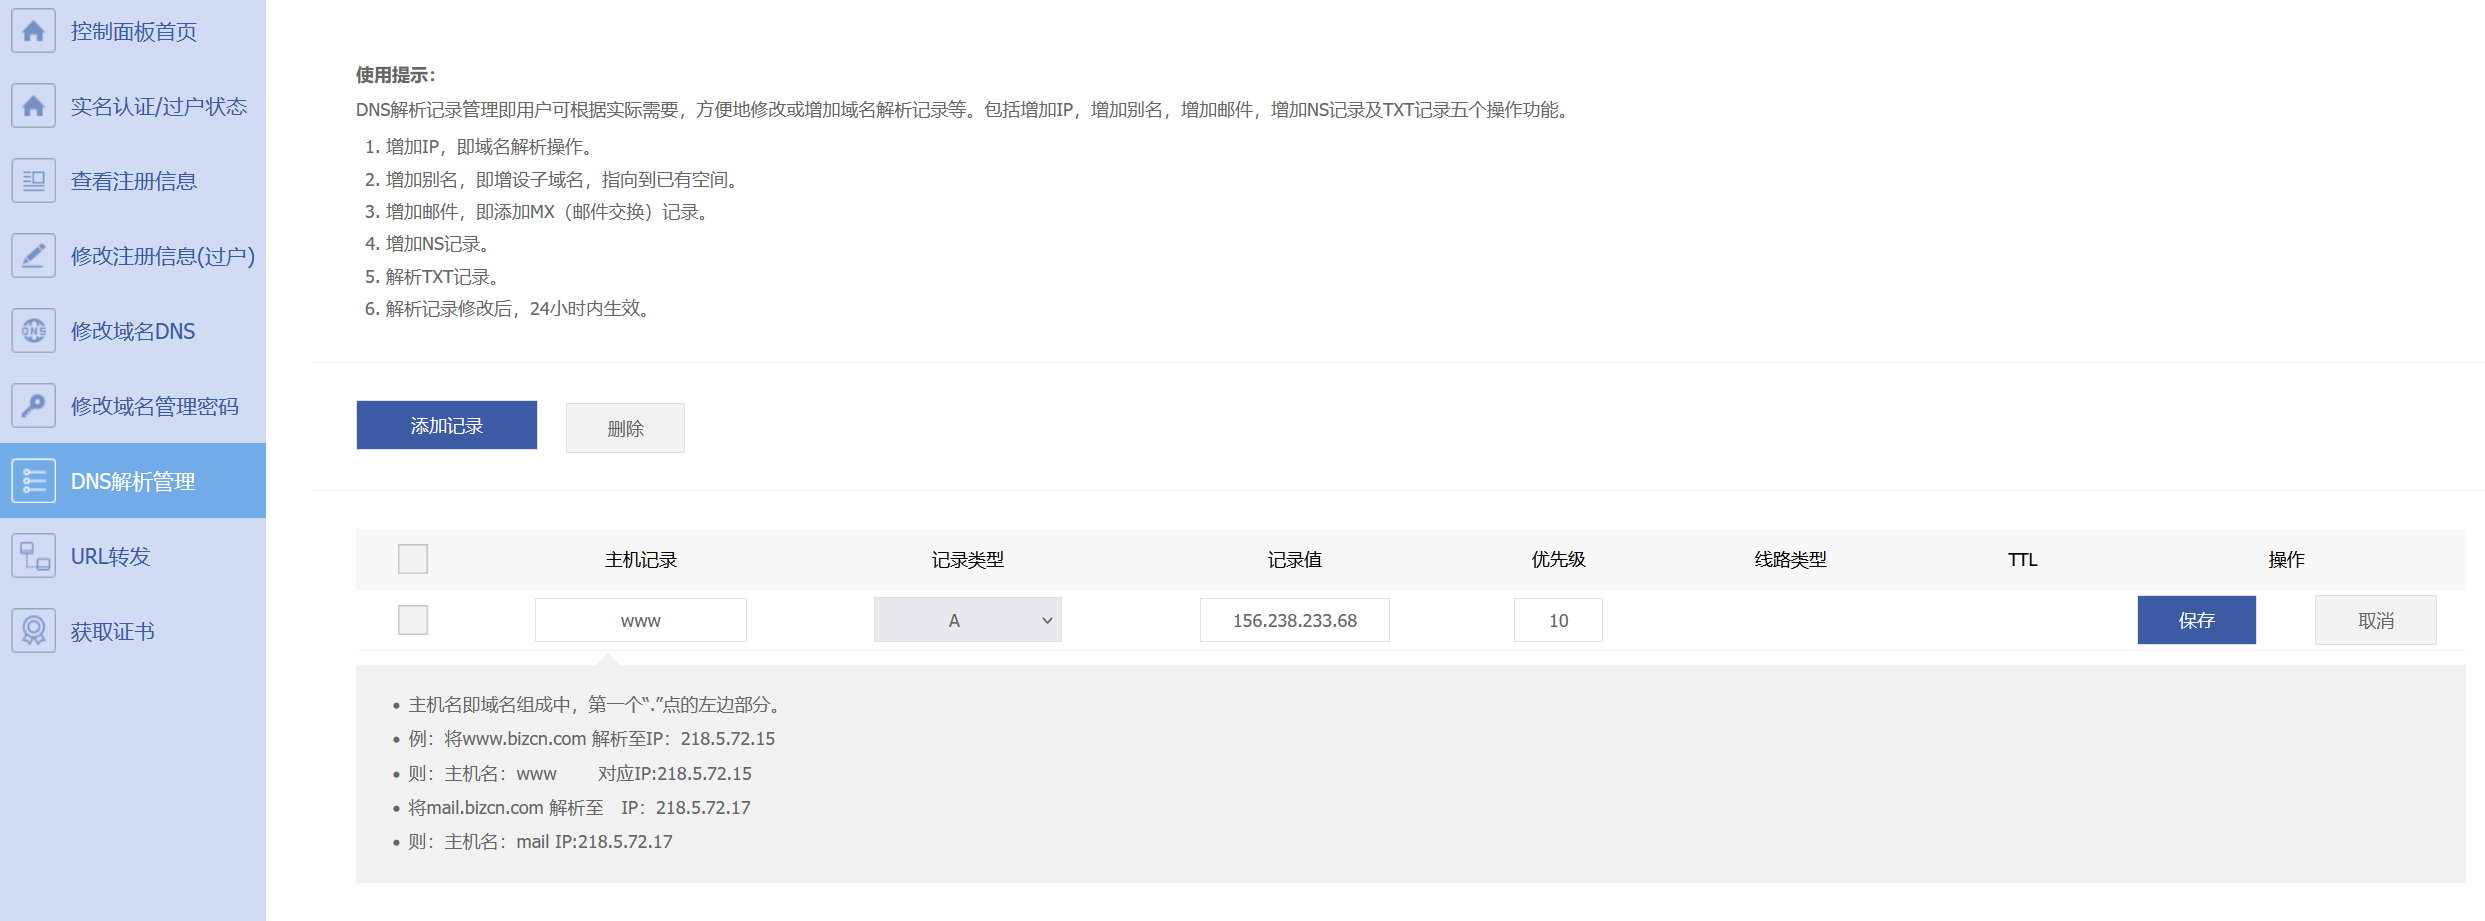 控制面板首页
实名认证/过户状态
查看注册信息
修改注册信息(过户)
DNS
修改域名DNS
修改域名管理密码
DNS解析管理
URL转发
获取证书
使用提示：
DNS解析记录管理即用户可根据实际需要，方便地修改或增加域名解析记录等。包括增加IP，增加别名，增加邮件，增加NS记录及TXT记录五个操作功能。
1. 增加IP，即域名解析操作。
2. 增加别名，即增设子域名，指向到已有空间。
3. 增加邮件，即添加MX（邮件交换）记录。
4. 增加NS记录。
5. 解析TXT记录。
6. 解析记录修改后，24小时内生效。
添加记录 删除
主机记录 记录类型 记录值 优先级 线路类型 TTL 操作
www A 156.238.233.68 10 保存 取消
• 主机名即域名组成中，第一个“.”点的左边部分。
• 例：将www.bizcn.com 解析至IP：218.5.72.15
• 则：主机名：www 对应IP:218.5.72.15
• 将mail.bizcn.com 解析至 IP：218.5.72.17
• 则：主机名：mail IP:218.5.72.17